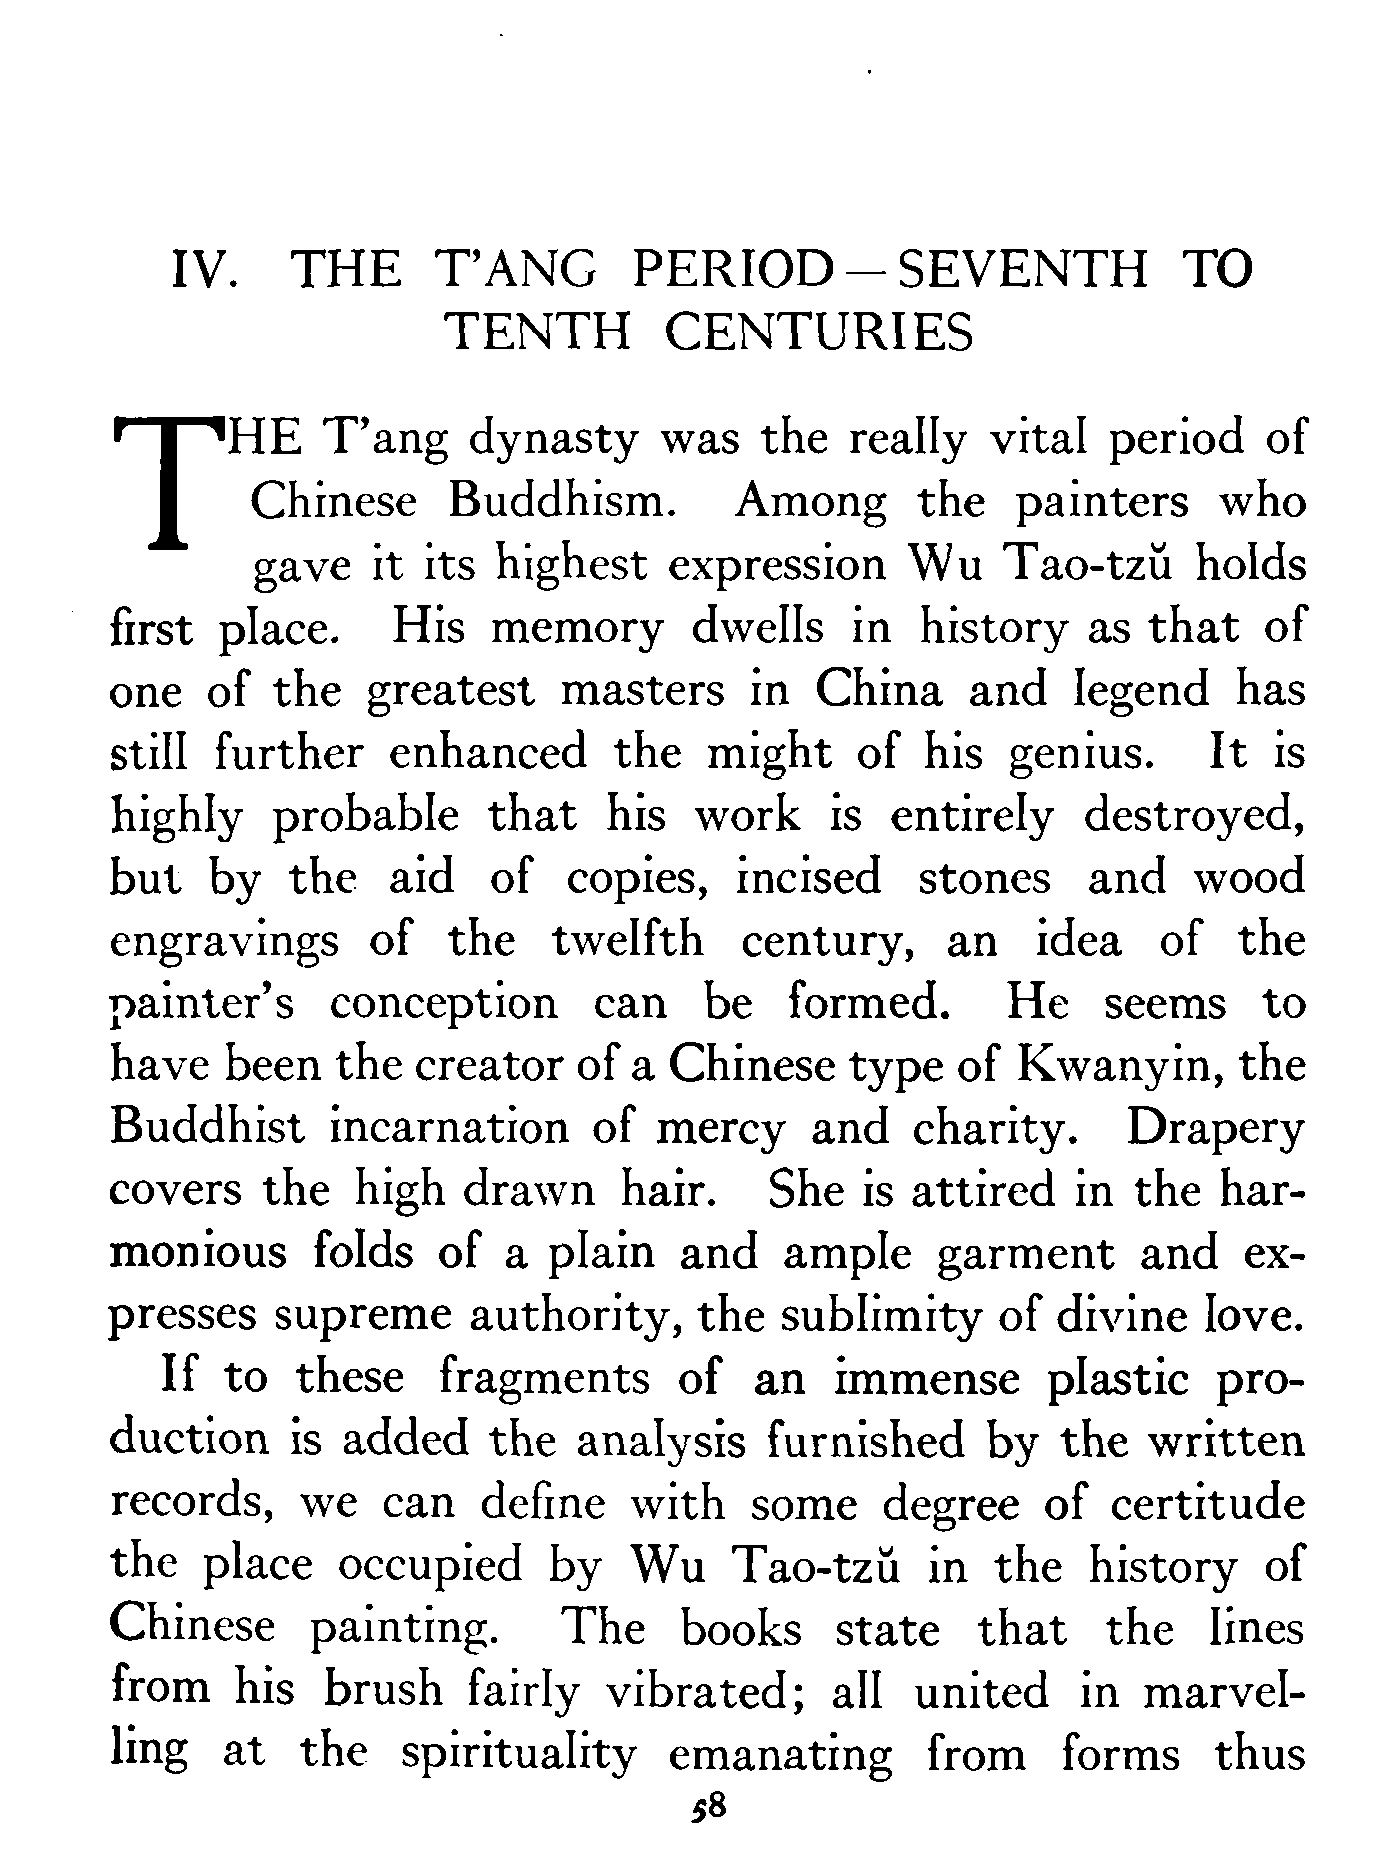 IV. THE T’ANG PERIOD — SEVENTH TO
TENTH CENTURIES
THE T’ang dynasty was the really vital period of
Chinese Buddhism. Among the painters who
gave it its highest expression Wu Tao-tzŭ holds
first place. His memory dwells in history as that of
one of the greatest masters in China and legend has
still further enhanced the might of his genius. It is
highly probable that his work is entirely destroyed,
but by the aid of copies, incised stones and wood
engravings of the twelfth century, an idea of the
painter’s conception can be formed. He seems to
have been the creator of a Chinese type of Kwanyin, the
Buddhist incarnation of mercy and charity. Drapery
covers the high drawn hair. She is attired in the har-
monious folds of a plain and ample garment and ex-
presses supreme authority, the sublimity of divine love.
If to these fragments of an immense plastic pro-
duction is added the analysis furnished by the written
records, we can define with some degree of certitude
the place occupied by Wu Tao-tzŭ in the history of
Chinese painting. The books state that the lines
from his brush fairly vibrated; all united in marvel-
ling at the spirituality emanating from forms thus
58